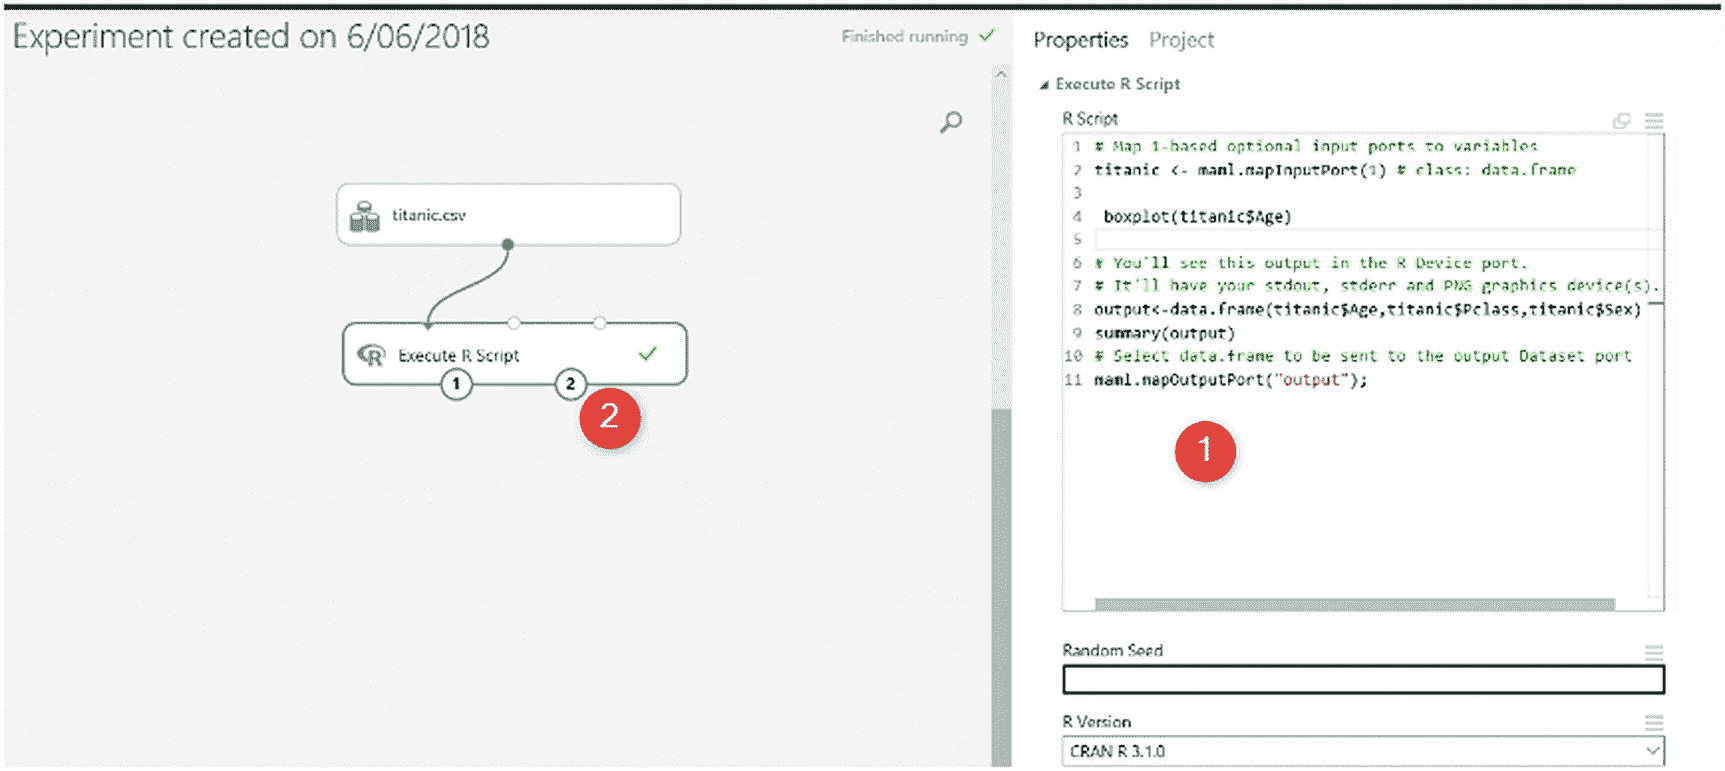 Experiment created on 6/06/2018
Finished running
Properties Project
Execute R Script
R Script
1 # Map 1-based optional input ports to variables
2 titanic <- maml.mapInputPort(1) # class: data.frame
3
4 boxplot(titanic$Age)
5
6 # You'll see this output in the R Device port.
7 # It'll have your stdout, stderr and PNG graphics device(s).
8 output<-data.frame(titanic$Age,titanic$Pclass,titanic$Sex)
9 summary(output)
10 # Select data.frame to be sent to the output Dataset port
11 maml.mapOutputPort("output");
titanic.csv
R Execute R Script
1 2
2
1
Random Seed
R Version
CRAN R 3.1.0